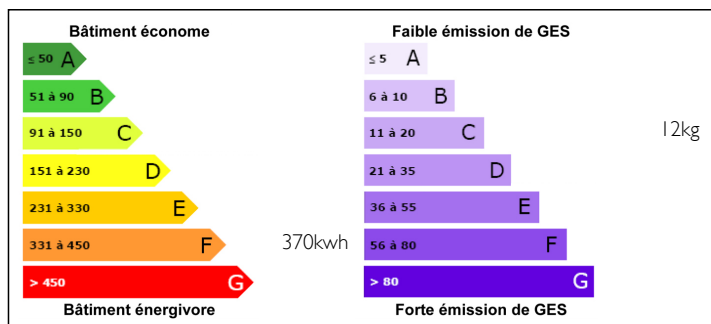 Bâtiment économe
≤ 50 A
51 à 90 B
91 à 150 C
151 à 230 D
231 à 330 E
331 à 450 F
370kwh
> 450 G
Bâtiment énergivore
Faible émission de GES
≤ 5 A
6 à 10 B
11 à 20 C
12kg
21 à 35 D
36 à 55 E
56 à 80 F
> 80 G
Forte émission de GES